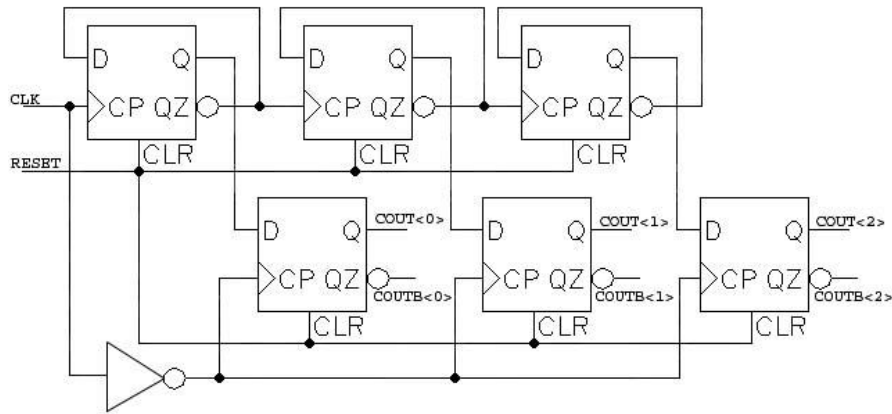 D Q D Q D Q
CLK CP QZ CP QZ CP QZ
RESET CLR CLR CLR
D Q COUT<0> D Q COUT<1> D Q COUT<2>
CP QZ COUTB<0> CP QZ COUTB<1> CP QZ COUTB<2>
CLR CLR CLR